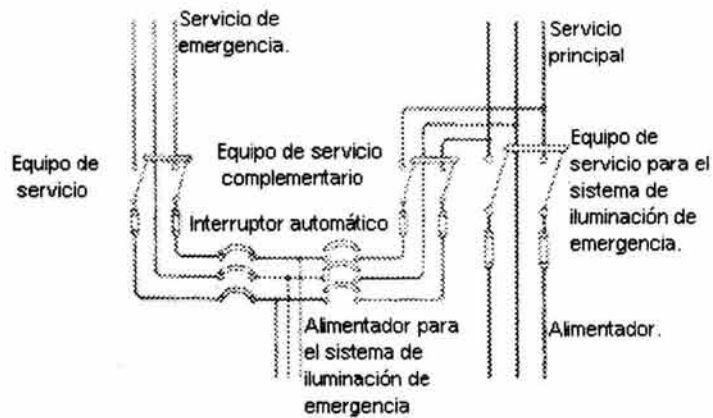 Servicio de
emergencia.
Servicio
principal
Equipo de
servicio
Equipo de servicio
complementario
Equipo de
servicio para el
sistema de
iluminación de
emergencia.
Interruptor automático
Alimentador para
el sistema de
iluminación de
emergencia
Alimentador.